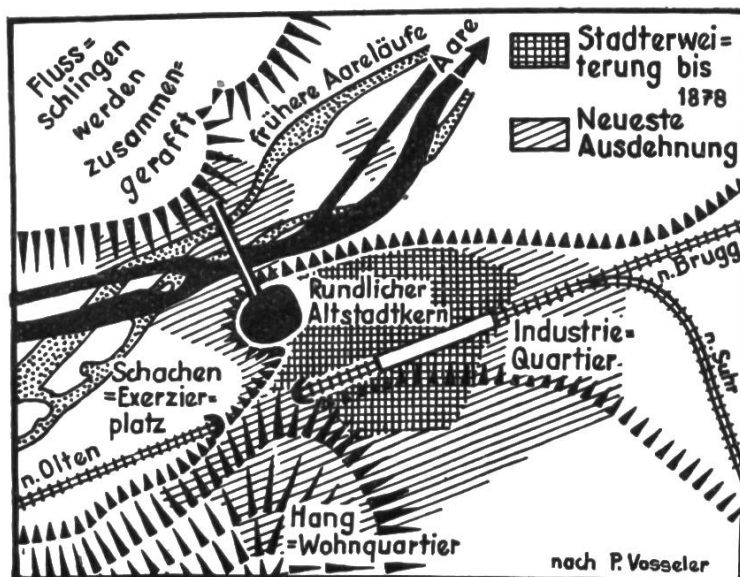 Fluss=
Schlingen
werden
zusammen=
gerafft
frühere Aareläufe
Aare
Stadterwei=
terung bis
1878
Neueste
Ausdehnung
n. Brugg
Rundlicher
Altstadtkern
Industrie=
Quartier
n. Suhr
Schachen
=Exerzier=
platz
n. Olten
Hang
=Wohnquartier
nach P. Vosseler